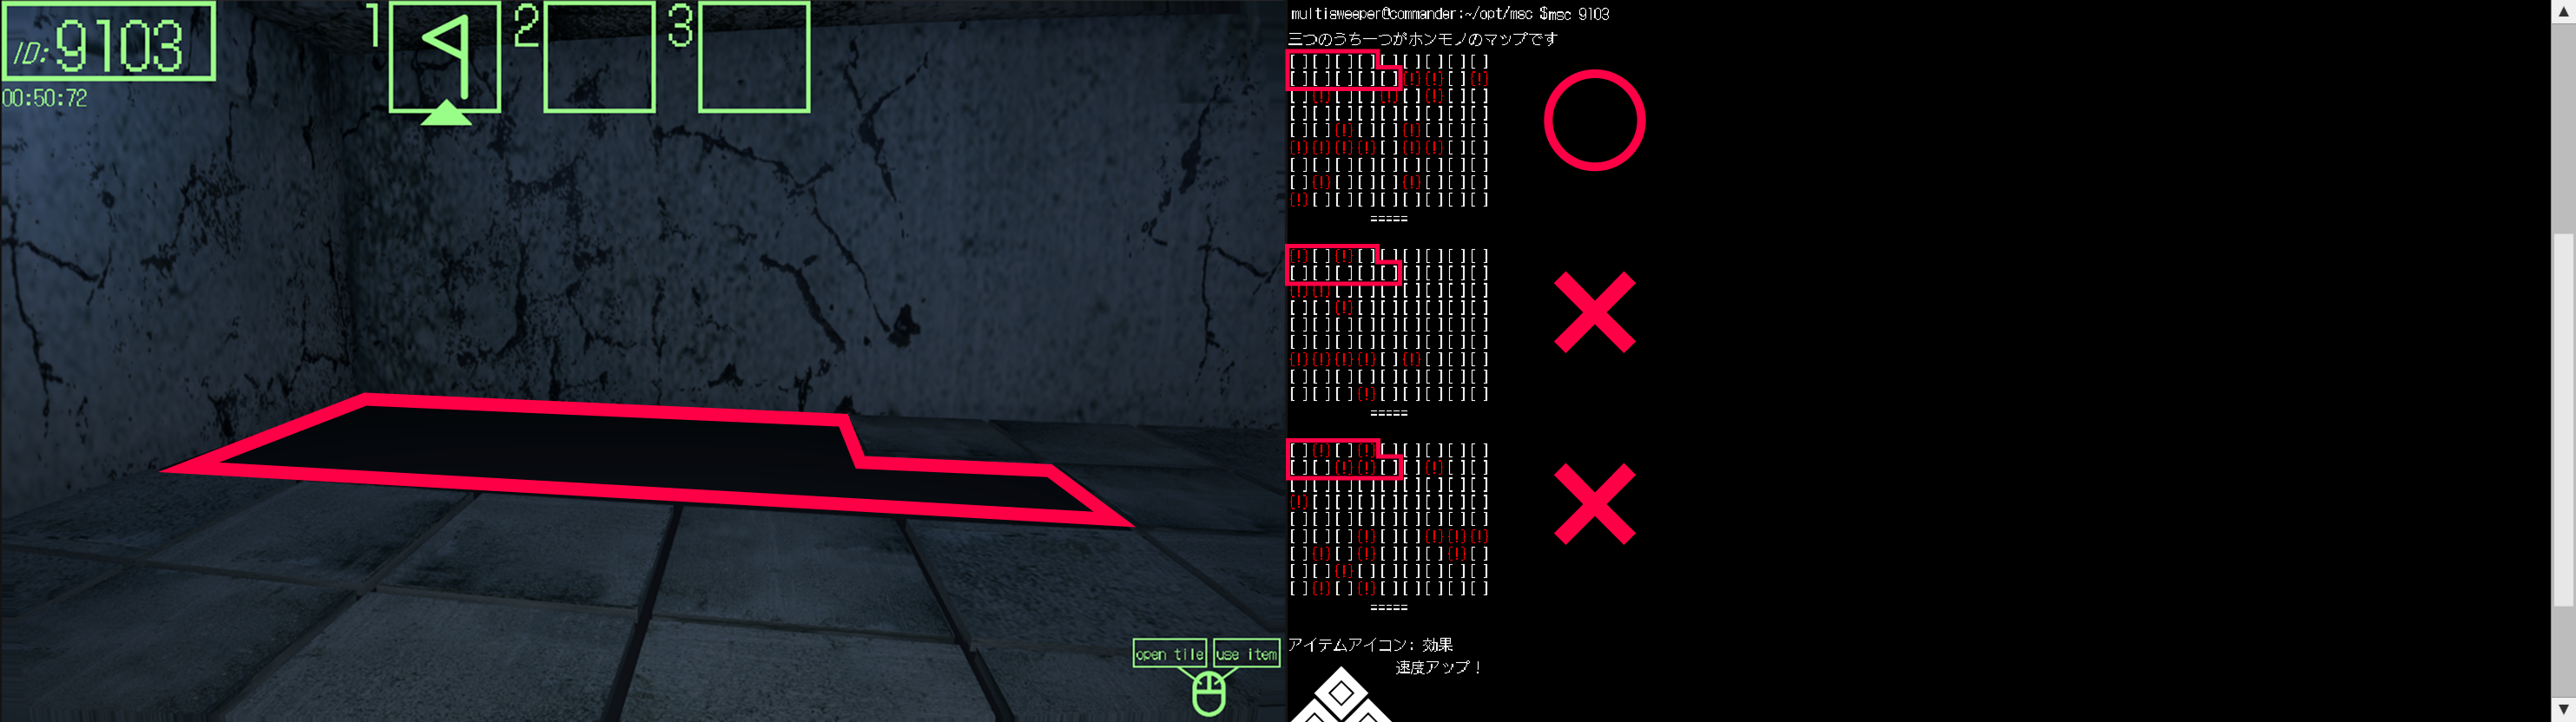 ID:9103
00:50:72
1
2
3
open tile
use item
multisweeper@commander:~/opt/msc $msc 9103
三つのうち一つがホンモノのマップです
[ ][ ][ ][ ][ ][ ][ ][ ][ ]
[ ][ ][ ][ ][ ](!)(!)[ ](!)
[ ](!)[ ][ ](!)[ ](!)[ ][ ]
[ ][ ][ ][ ][ ][ ][ ][ ][ ]
[ ][ ](!)[ ][ ](!)[ ][ ][ ]
(!)(!)(!)(!)[ ](!)(!)[ ][ ]
[ ][ ][ ][ ][ ][ ][ ][ ][ ]
[ ](!)[ ][ ][ ](!)[ ][ ][ ]
(!)[ ][ ][ ][ ][ ][ ][ ][ ]
=====
(!)[ ](!)[ ][ ][ ][ ][ ][ ]
[ ][ ][ ][ ][ ][ ][ ][ ][ ]
(!)(!)[ ][ ][ ][ ][ ][ ][ ]
[ ][ ](!)[ ][ ][ ][ ][ ][ ]
[ ][ ][ ][ ][ ][ ][ ][ ][ ]
[ ][ ][ ][ ][ ][ ][ ][ ][ ]
(!)(!)(!)(!)[ ](!)[ ][ ][ ]
[ ][ ][ ][ ][ ][ ][ ][ ][ ]
[ ][ ][ ](!)[ ][ ][ ][ ][ ]
=====
[ ](!)[ ](!)[ ][ ][ ][ ][ ]
[ ][ ](!)(!)[ ][ ](!)[ ][ ]
[ ][ ][ ][ ][ ][ ][ ][ ][ ]
(!)[ ][ ][ ][ ][ ][ ][ ][ ]
[ ][ ][ ][ ][ ][ ][ ][ ][ ]
[ ][ ][ ](!)[ ][ ](!)(!)(!)
[ ](!)[ ](!)[ ][ ][ ](!)[ ]
[ ][ ](!)[ ][ ][ ][ ][ ][ ]
[ ](!)[ ](!)[ ][ ][ ][ ][ ]
=====
アイテムアイコン: 効果
速度アップ！